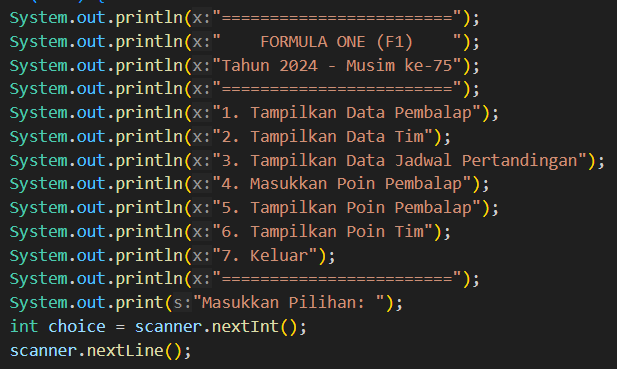 System.out.println(x:"========================");
System.out.println(x:"    FORMULA ONE (F1)    ");
System.out.println(x:"Tahun 2024 - Musim ke-75");
System.out.println(x:"========================");
System.out.println(x:"1. Tampilkan Data Pembalap");
System.out.println(x:"2. Tampilkan Data Tim");
System.out.println(x:"3. Tampilkan Data Jadwal Pertandingan");
System.out.println(x:"4. Masukkan Poin Pembalap");
System.out.println(x:"5. Tampilkan Poin Pembalap");
System.out.println(x:"6. Tampilkan Poin Tim");
System.out.println(x:"7. Keluar");
System.out.println(x:"========================");
System.out.print(s:"Masukkan Pilihan: ");
int choice = scanner.nextInt();
scanner.nextLine();